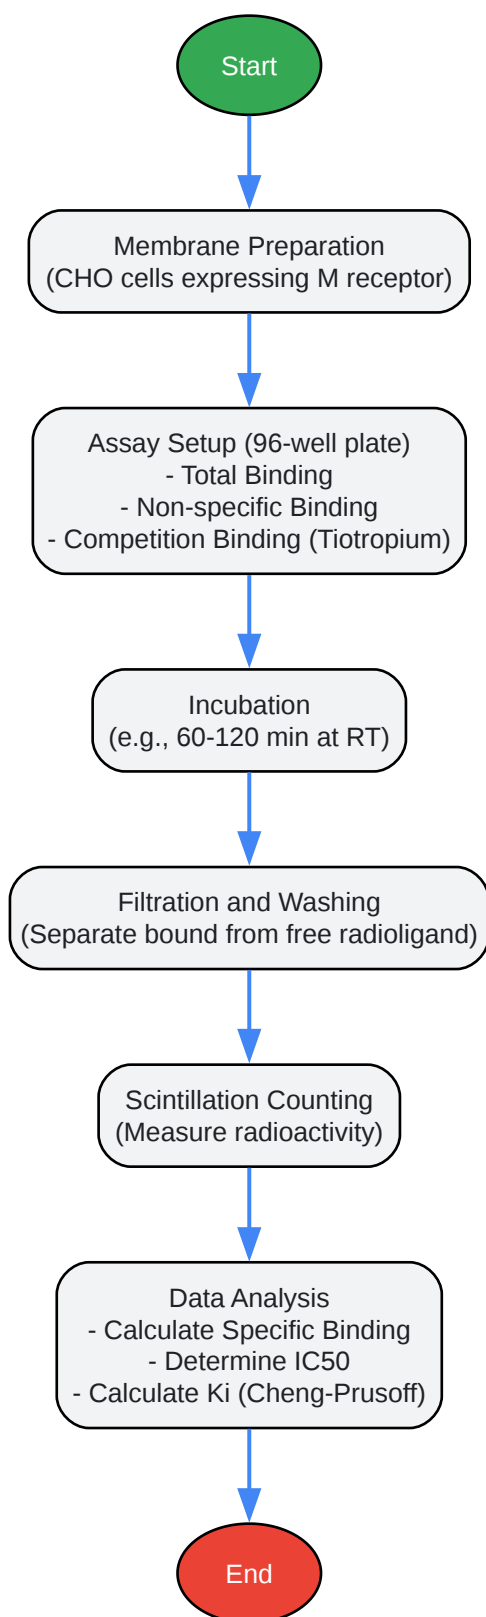 Start
Membrane Preparation
(CHO cells expressing M receptor)
Assay Setup (96-well plate)
- Total Binding
- Non-specific Binding
- Competition Binding (Tiotropium)
Incubation
(e.g., 60-120 min at RT)
Filtration and Washing
(Separate bound from free radioligand)
Scintillation Counting
(Measure radioactivity)
Data Analysis
- Calculate Specific Binding
- Determine IC50
- Calculate Ki (Cheng-Prusoff)
End